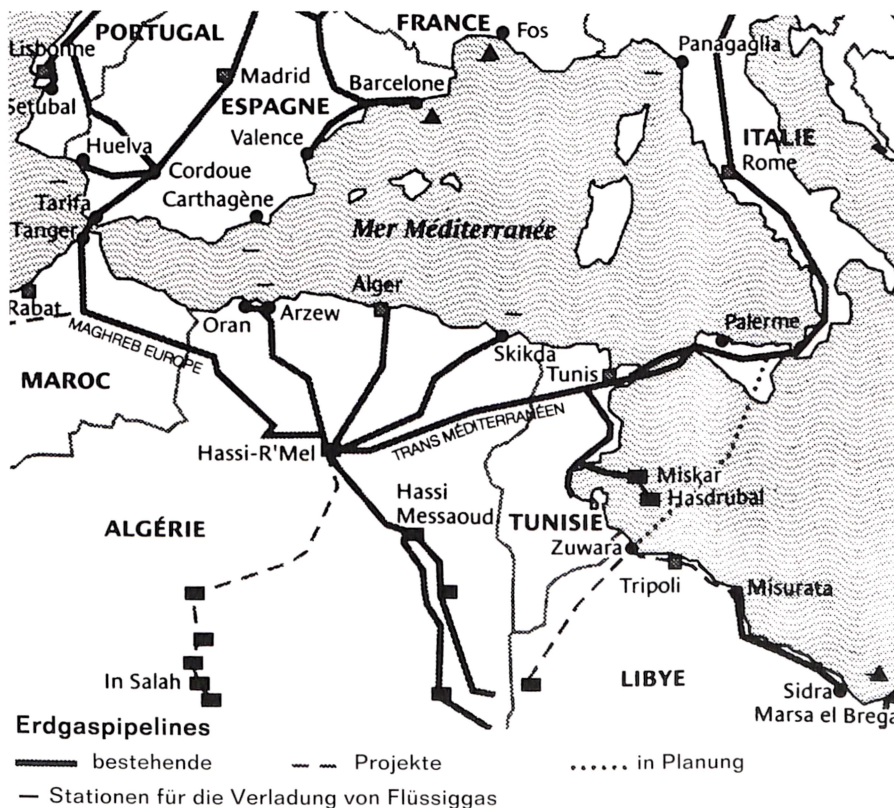 FRANCE
Fos
PORTUGAL
Lisbonne
Panagaglia
Madrid
Barcelone
Setubal
ESPAGNE
Valence
ITALIE
Huelva
Rome
Cordoue
Carthagène
Tarifa
Tanger
Mer Méditerranée
Alger
Rabat
Oran
Arzew
Palerme
MAGHREB EUROPE
Skikda
MAROC
Tunis
TRANS MÉDITERRANÉEN
Hassi-R'Mel
Miskar
Hassi
Messaoud
Hasdrubal
ALGÉRIE
TUNISIE
Zuwara
Tripoli
Misurata
In Salah
LIBYE
Sidra
Marsa el Brega
Erdgaspipelines
bestehende
Projekte
in Planung
Stationen für die Verladung von Flüssiggas